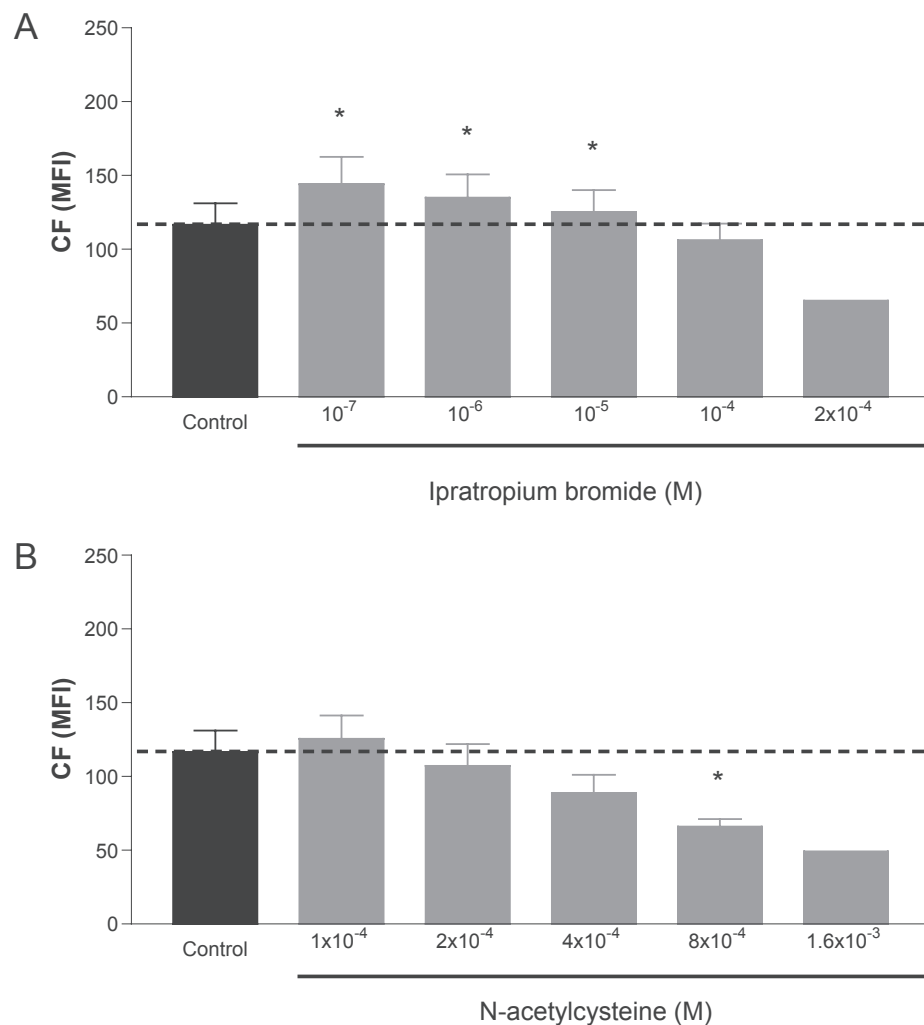 A
250
200
150
100
50
0
CF (MFI)
*
*
*
Control
10⁻⁷
10⁻⁶
10⁻⁵
10⁻⁴
2x10⁻⁴
Ipratropium bromide (M)
B
250
200
150
100
50
0
CF (MFI)
*
Control
1x10⁻⁴
2x10⁻⁴
4x10⁻⁴
8x10⁻⁴
1.6x10⁻³
N-acetylcysteine (M)